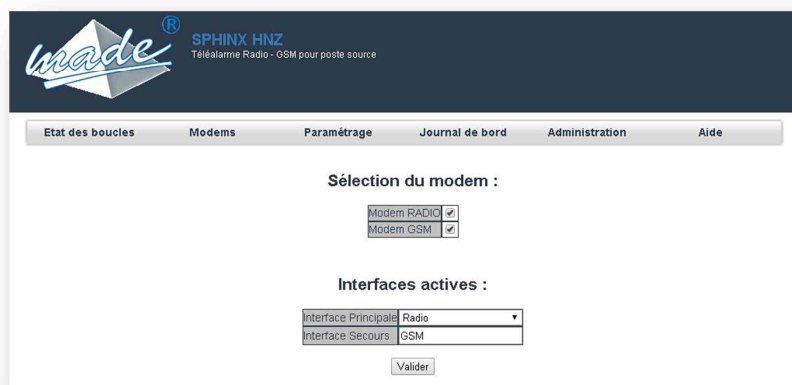 made ®
SPHINX HNZ
Téléalarme Radio - GSM pour poste source
Etat des boucles Modems Paramétrage Journal de bord Administration Aide
Sélection du modem :
Modem RADIO
Modem GSM
Interfaces actives :
Interface Principale Radio
Interface Secours GSM
Valider